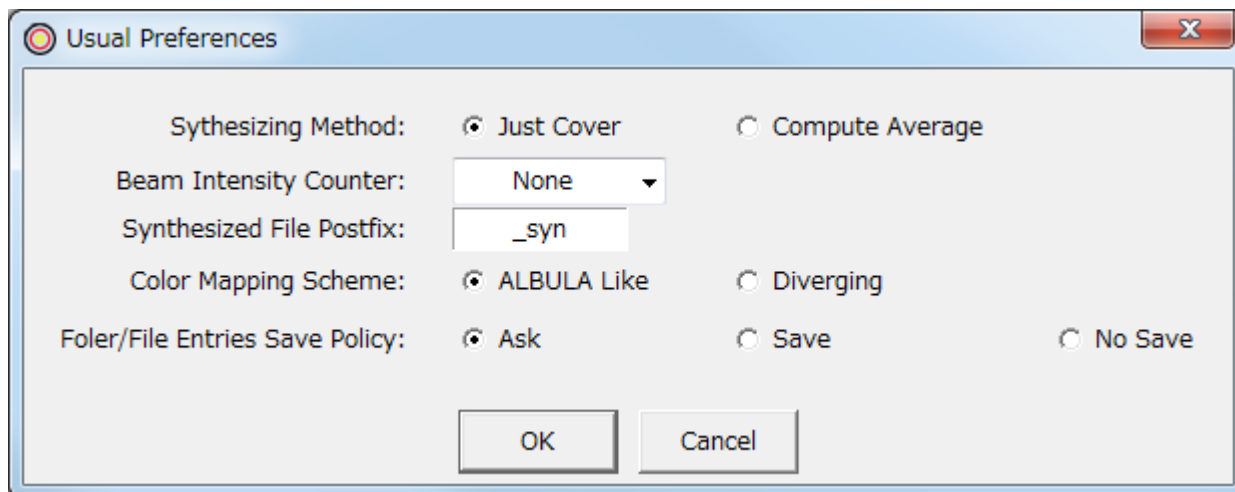 Usual Preferences
Sythesizing Method: Just Cover Compute Average
Beam Intensity Counter: None
Synthesized File Postfix: _syn
Color Mapping Scheme: ALBULA Like Diverging
Foler/File Entries Save Policy: Ask Save No Save
OK Cancel